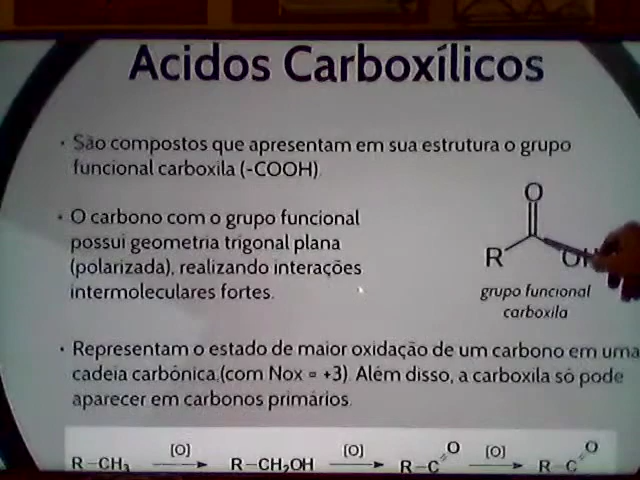 Acidos Carboxílicos
• São compostos que apresentam em sua estrutura o grupo
funcional carboxila (-COOH)
• O carbono com o grupo funcional
possui geometria trigonal plana
(polarizada), realizando interações
intermoleculares fortes.
O
R
OH
grupo funcional
carboxila
• Representam o estado de maior oxidação de um carbono em uma
cadeia carbônica,(com Nox = +3). Além disso, a carboxila só pode
aparecer em carbonos primários.
[O] [O] [O]
R-CH3 R-CH2OH R-C O R-C O